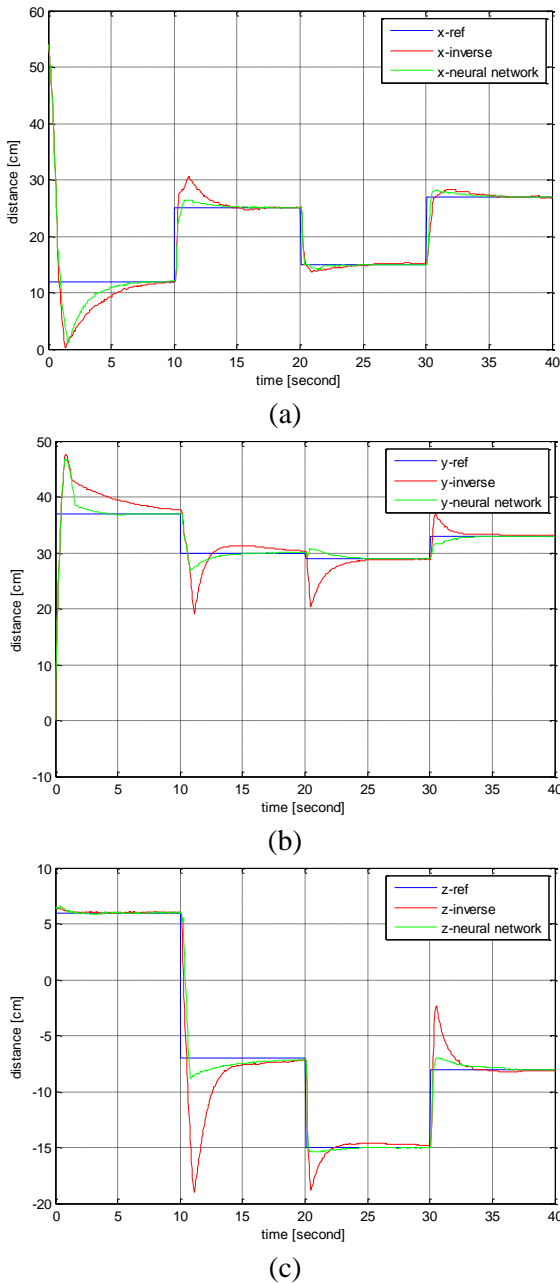 60
50
40
30
20
10
0
distance [cm]
x-ref
x-inverse
x-neural network
0 5 10 15 20 25 30 35 40
time [second]
(a)
50
40
30
20
10
0
-10
distance [cm]
y-ref
y-inverse
y-neural network
0 5 10 15 20 25 30 35 40
time [second]
(b)
10
5
0
-5
-10
-15
-20
distance [cm]
z-ref
z-inverse
z-neural network
0 5 10 15 20 25 30 35 40
time [second]
(c)